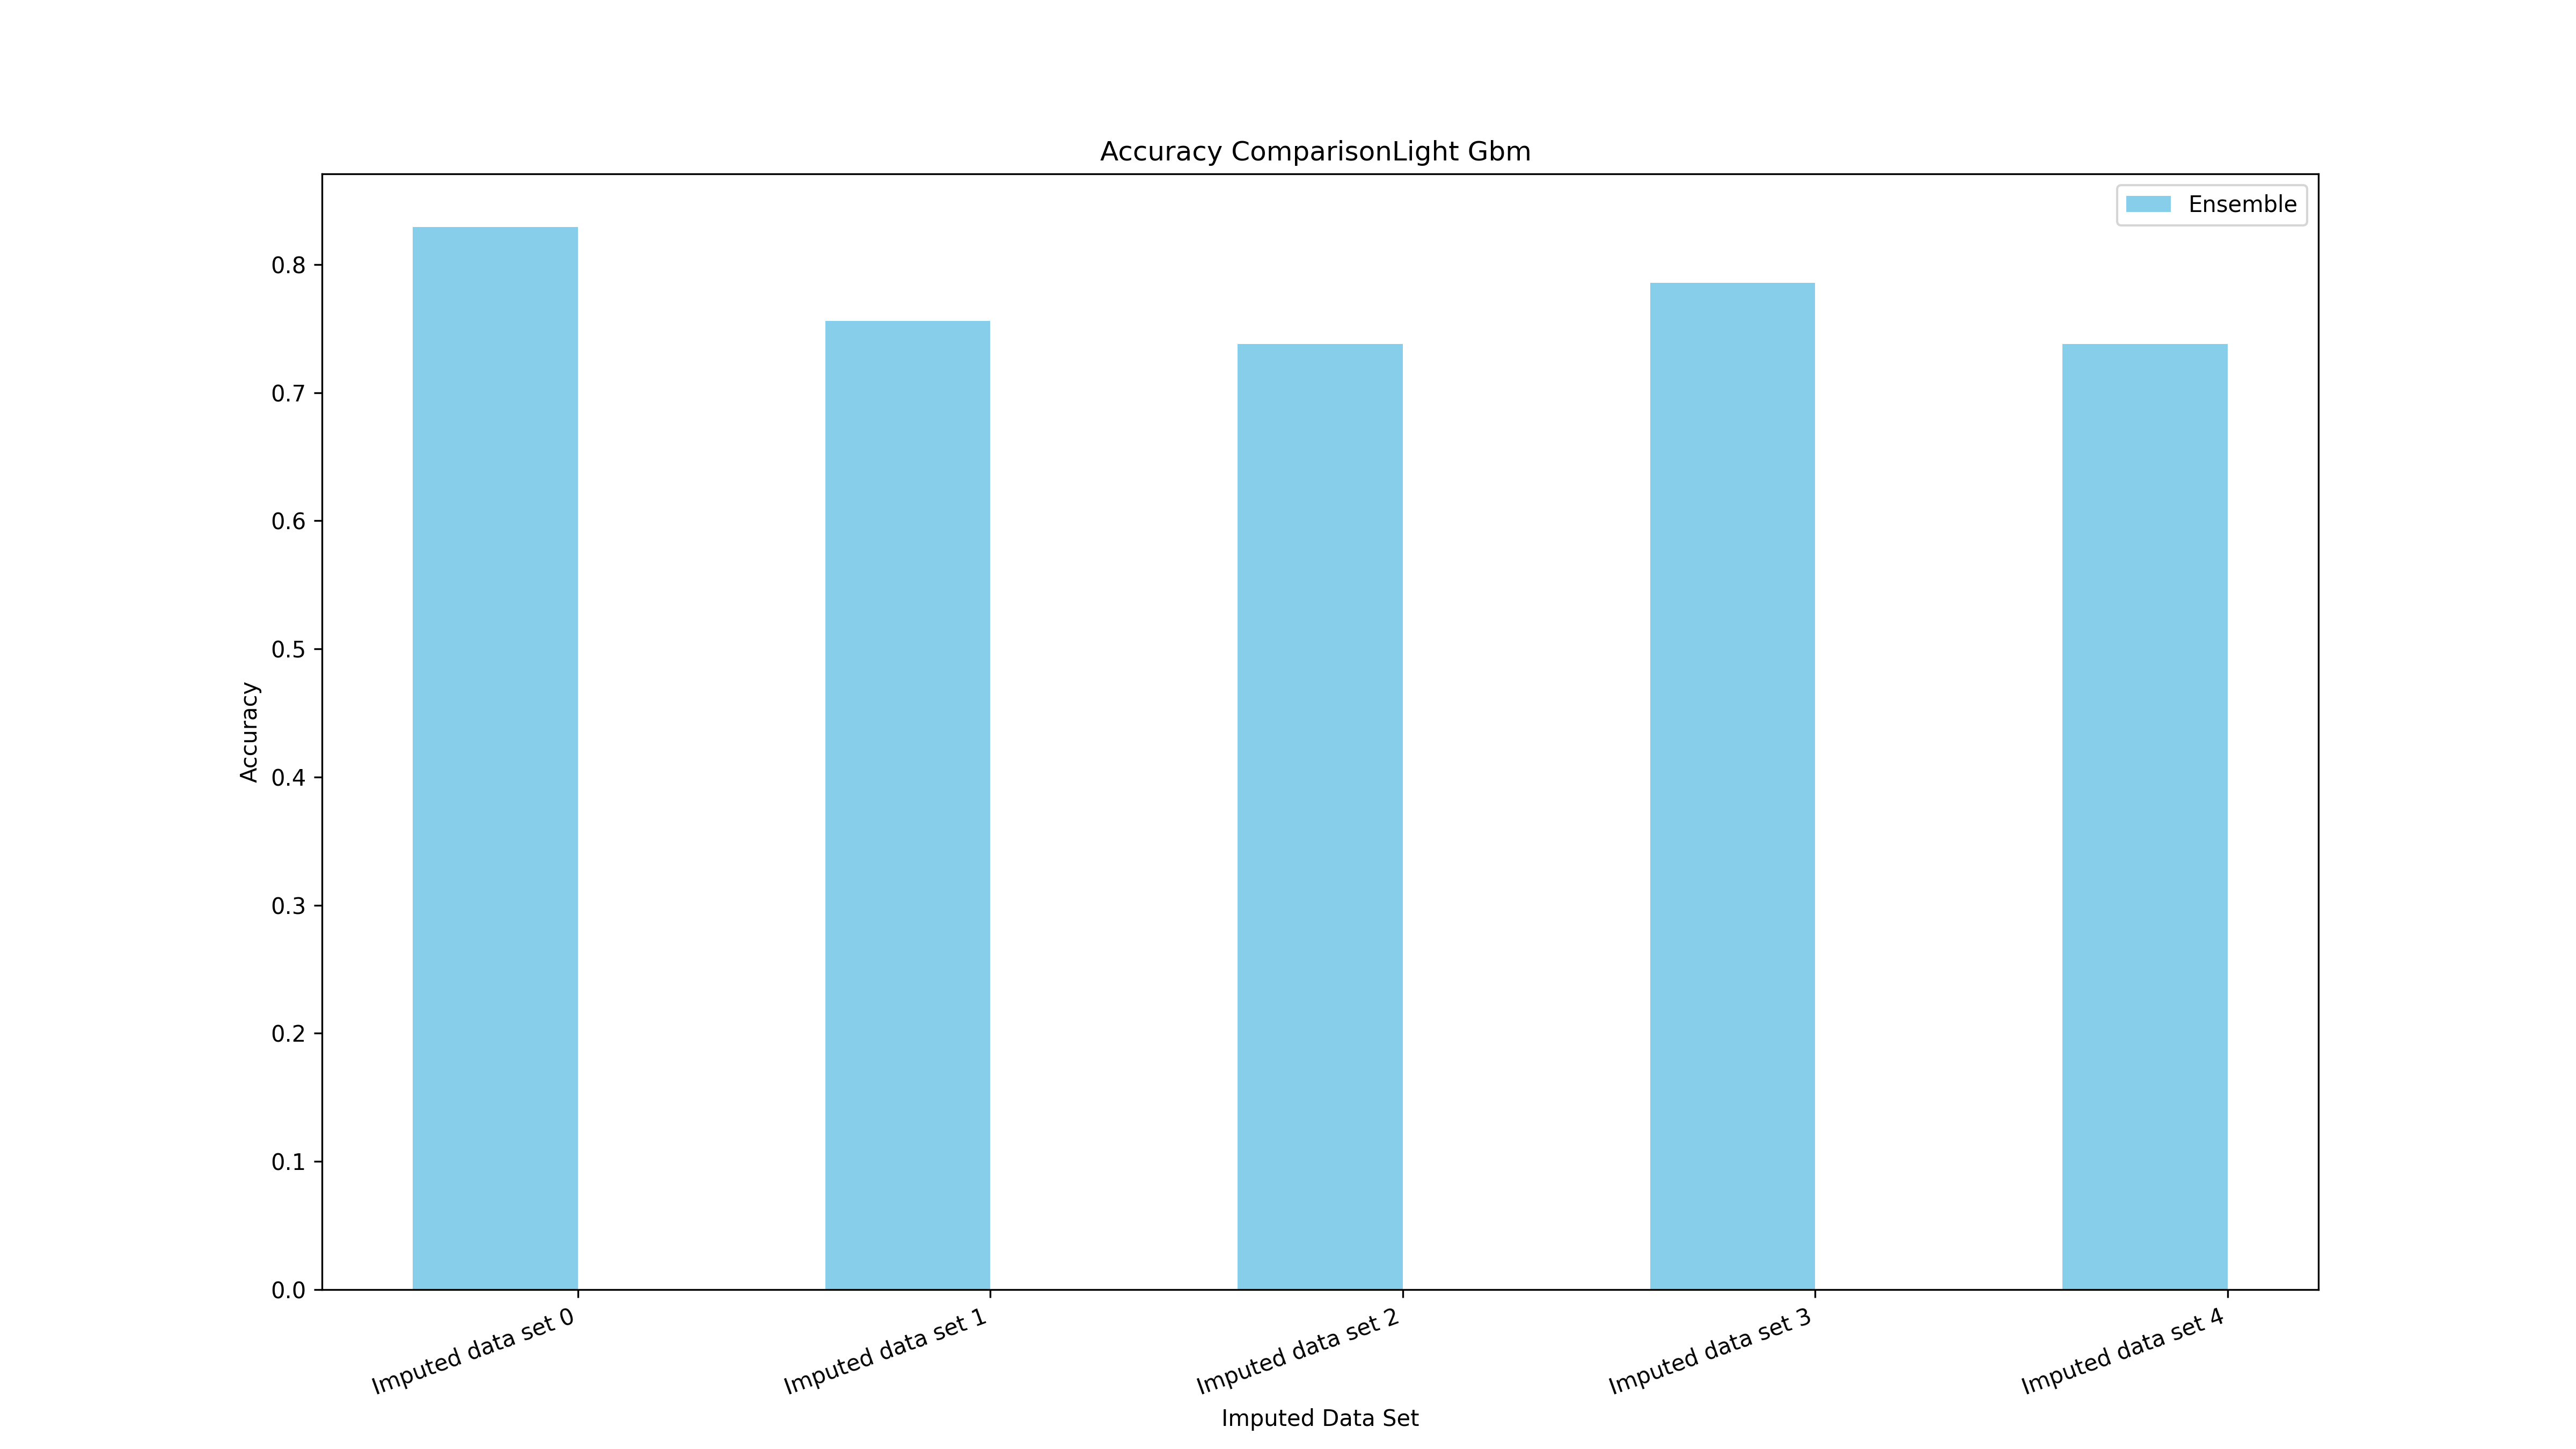 Accuracy ComparisonLight Gbm
Ensemble
Accuracy
0.8
0.7
0.6
0.5
0.4
0.3
0.2
0.1
0.0
Imputed data set 0
Imputed data set 1
Imputed data set 2
Imputed data set 3
Imputed data set 4
Imputed Data Set